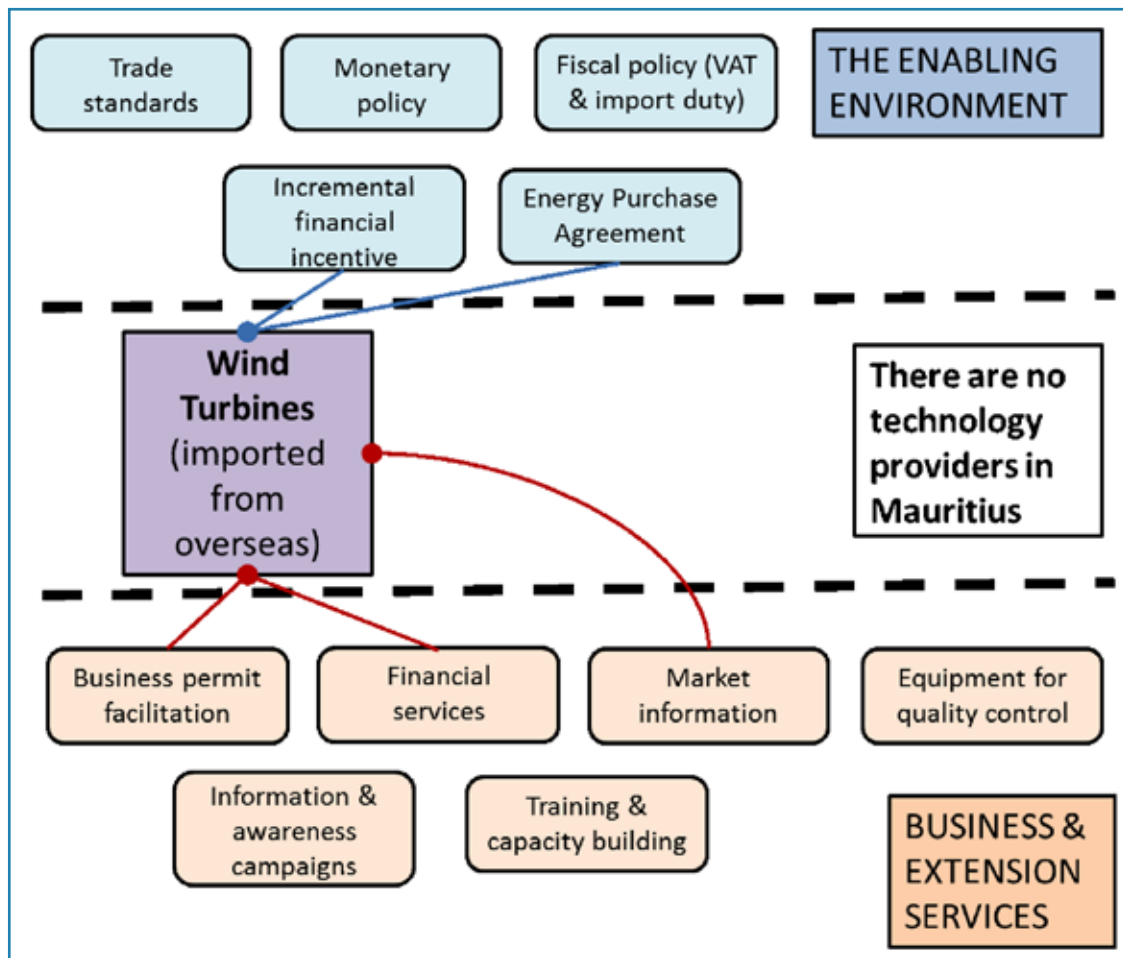 Trade
standards
Monetary
policy
Fiscal policy (VAT
& import duty)
THE ENABLING
ENVIRONMENT
Incremental
financial
incentive
Energy Purchase
Agreement
Wind
Turbines
(imported
from
overseas)
There are no
technology
providers in
Mauritius
Business permit
facilitation
Financial
services
Market
information
Equipment for
quality control
Information &
awareness
campaigns
Training &
capacity building
BUSINESS &
EXTENSION
SERVICES